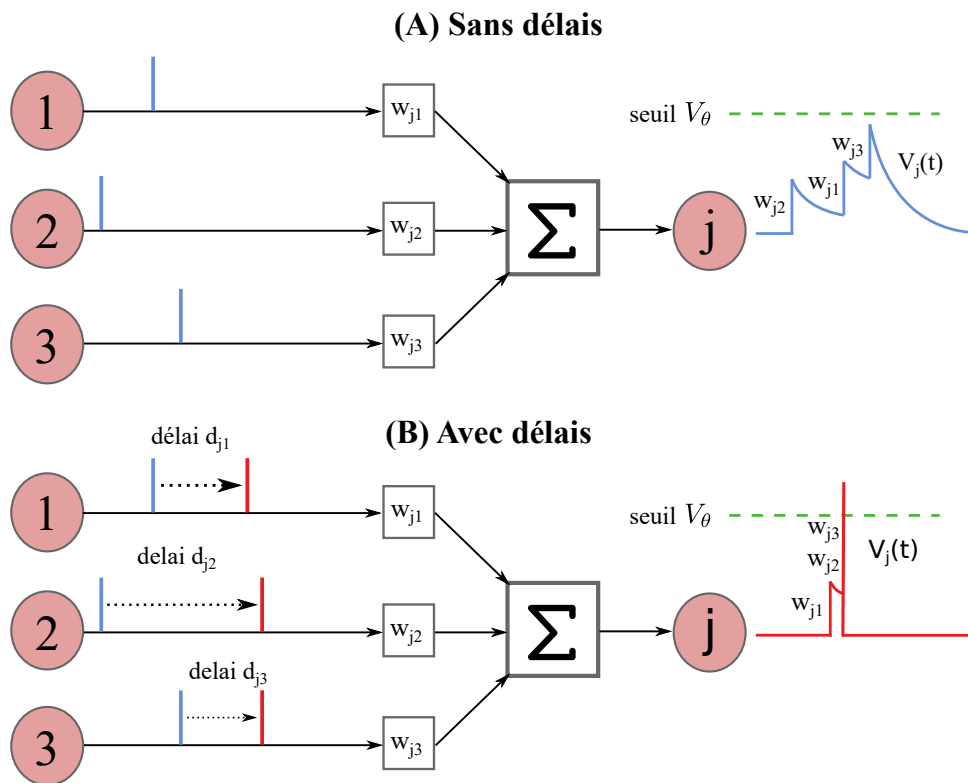 (A) Sans délais
1
w_j1
seuil V_θ
w_j3
V_j(t)
w_j1
w_j2
2
w_j2
Σ
j
3
w_j3
(B) Avec délais
délai d_j1
1
w_j1
seuil V_θ
w_j3
V_j(t)
w_j2
delai d_j2
w_j1
2
w_j2
Σ
j
delai d_j3
3
w_j3